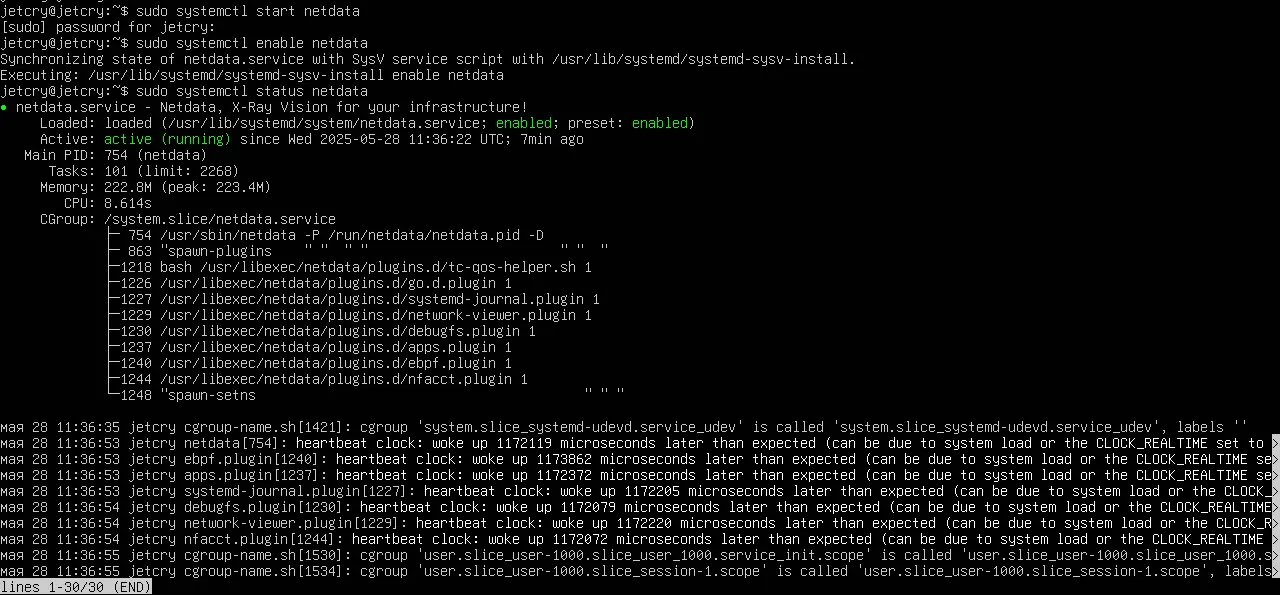 jetcry@jetcry:~$ sudo systemctl start netdata
[sudo] password for jetcry:
jetcry@jetcry:~$ sudo systemctl enable netdata
Synchronizing state of netdata.service with SysV service script with /usr/lib/systemd/systemd-sysv-install.
Executing: /usr/lib/systemd/systemd-sysv-install enable netdata
jetcry@jetcry:~$ sudo systemctl status netdata
● netdata.service - Netdata, X-Ray Vision for your infrastructure!
     Loaded: loaded (/usr/lib/systemd/system/netdata.service; enabled; preset: enabled)
     Active: active (running) since Wed 2025-05-28 11:36:22 UTC; 7min ago
   Main PID: 754 (netdata)
      Tasks: 101 (limit: 2268)
     Memory: 222.8M (peak: 223.4M)
        CPU: 8.614s
     CGroup: /system.slice/netdata.service
             ├─ 754 /usr/sbin/netdata -P /run/netdata/netdata.pid -D
             ├─ 863 "spawn-plugins    " "  " "                        " "  "
             ├─1218 bash /usr/libexec/netdata/plugins.d/tc-qos-helper.sh 1
             ├─1226 /usr/libexec/netdata/plugins.d/go.d.plugin 1
             ├─1227 /usr/libexec/netdata/plugins.d/systemd-journal.plugin 1
             ├─1229 /usr/libexec/netdata/plugins.d/network-viewer.plugin 1
             ├─1230 /usr/libexec/netdata/plugins.d/debugfs.plugin 1
             ├─1237 /usr/libexec/netdata/plugins.d/apps.plugin 1
             ├─1240 /usr/libexec/netdata/plugins.d/ebpf.plugin 1
             ├─1244 /usr/libexec/netdata/plugins.d/nfacct.plugin 1
             └─1248 "spawn-setns                                         " " "

мая 28 11:36:35 jetcry cgroup-name.sh[1421]: cgroup 'system.slice_systemd-udevd.service_udev' is called 'system.slice_systemd-udevd.service_udev', labels ''
мая 28 11:36:53 jetcry netdata[754]: heartbeat clock: woke up 1172119 microseconds later than expected (can be due to system load or the CLOCK_REALTIME set to >
мая 28 11:36:53 jetcry ebpf.plugin[1240]: heartbeat clock: woke up 1173862 microseconds later than expected (can be due to system load or the CLOCK_REALTIME se>
мая 28 11:36:53 jetcry apps.plugin[1237]: heartbeat clock: woke up 1172372 microseconds later than expected (can be due to system load or the CLOCK_REALTIME se>
мая 28 11:36:53 jetcry systemd-journal.plugin[1227]: heartbeat clock: woke up 1172205 microseconds later than expected (can be due to system load or the CLOCK_>
мая 28 11:36:54 jetcry debugfs.plugin[1230]: heartbeat clock: woke up 1172079 microseconds later than expected (can be due to system load or the CLOCK_REALTIME>
мая 28 11:36:54 jetcry network-viewer.plugin[1229]: heartbeat clock: woke up 1172220 microseconds later than expected (can be due to system load or the CLOCK_R>
мая 28 11:36:54 jetcry nfacct.plugin[1244]: heartbeat clock: woke up 1172072 microseconds later than expected (can be due to system load or the CLOCK_REALTIME >
мая 28 11:36:55 jetcry cgroup-name.sh[1530]: cgroup 'user.slice_user-1000.slice_user_1000.service_init.scope' is called 'user.slice_user-1000.slice_user_1000.s>
мая 28 11:36:55 jetcry cgroup-name.sh[1534]: cgroup 'user.slice_user-1000.slice_session-1.scope' is called 'user.slice_user-1000.slice_session-1.scope', labels>
lines 1-30/30 (END)